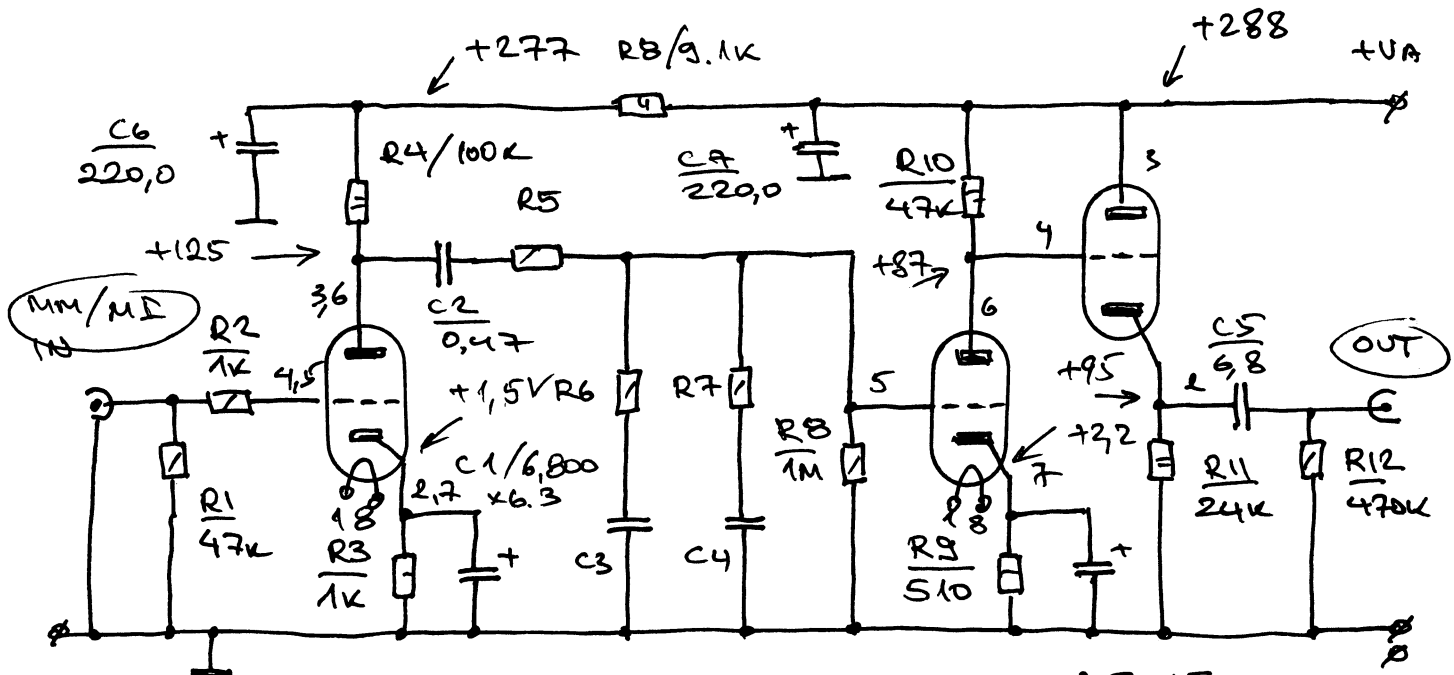 +277 R8/9.1K
+288
+VA
C6
220,0
+
R4/100K
R5
C7
220,0
+
R10
47K
3
+125
3,6
C2
0,47
+87
4
6
MM/MI
IN
R2
1K
4,5
+1,5V
R6
R7
5
R8
1M
+95
+2,2
7
2
C5
6,8
OUT
R1
47K
1 8
2,7
C1/6,800
x6.3
R3
1K
+
C3
C4
1 8
R9
510
+
R11
24K
R12
470K